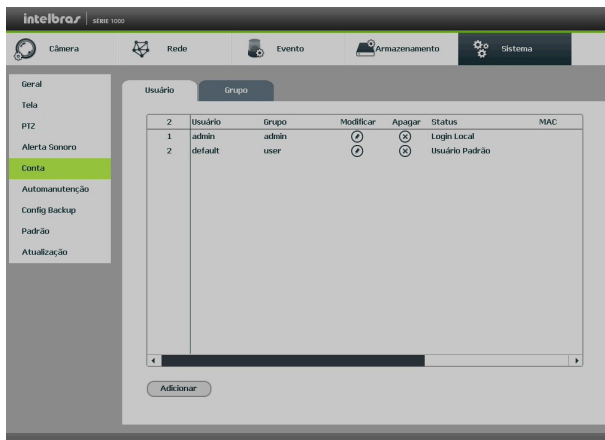 intelbras SÉRIE 1000
Câmera Rede Evento Armazenamento Sistema
Geral
Tela
PTZ
Alerta Sonoro
Conta
Automanutenção
Config Backup
Padrão
Atualização
Usuário Grupo
2 Usuário Grupo Modificar Apagar Status MAC
1 admin admin Login Local
2 default user Usuário Padrão
Adicionar